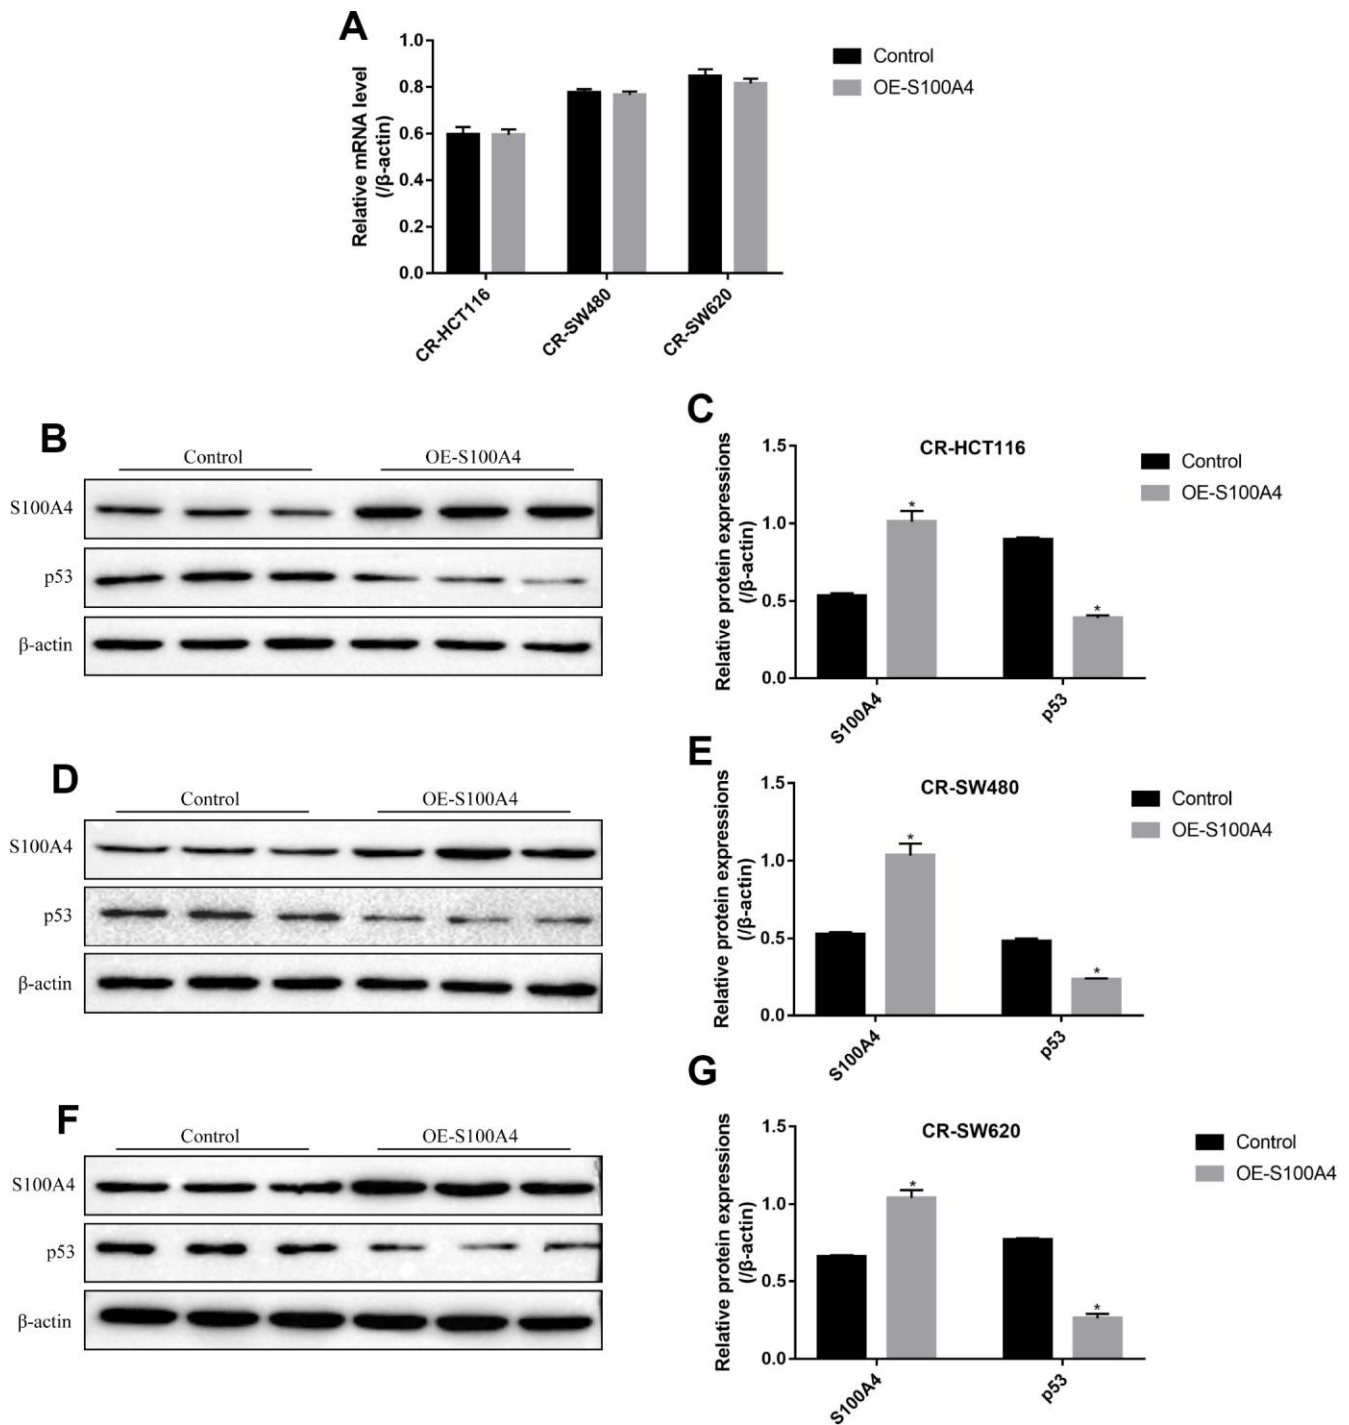 A
Relative mRNA level
(/β-actin)
1.0
0.8
0.6
0.4
0.2
0.0
CR-HCT116
CR-SW480
CR-SW620
Control
OE-S100A4
B
Control
OE-S100A4
S100A4
p53
β-actin
C
CR-HCT116
Relative protein expressions
(/β-actin)
1.5
1.0
0.5
0.0
*
*
S100A4
p53
Control
OE-S100A4
D
Control
OE-S100A4
S100A4
p53
β-actin
E
CR-SW480
Relative protein expressions
(/β-actin)
1.5
1.0
0.5
0.0
*
*
S100A4
p53
Control
OE-S100A4
F
Control
OE-S100A4
S100A4
p53
β-actin
G
CR-SW620
Relative protein expressions
(/β-actin)
1.5
1.0
0.5
0.0
*
*
S100A4
p53
Control
OE-S100A4